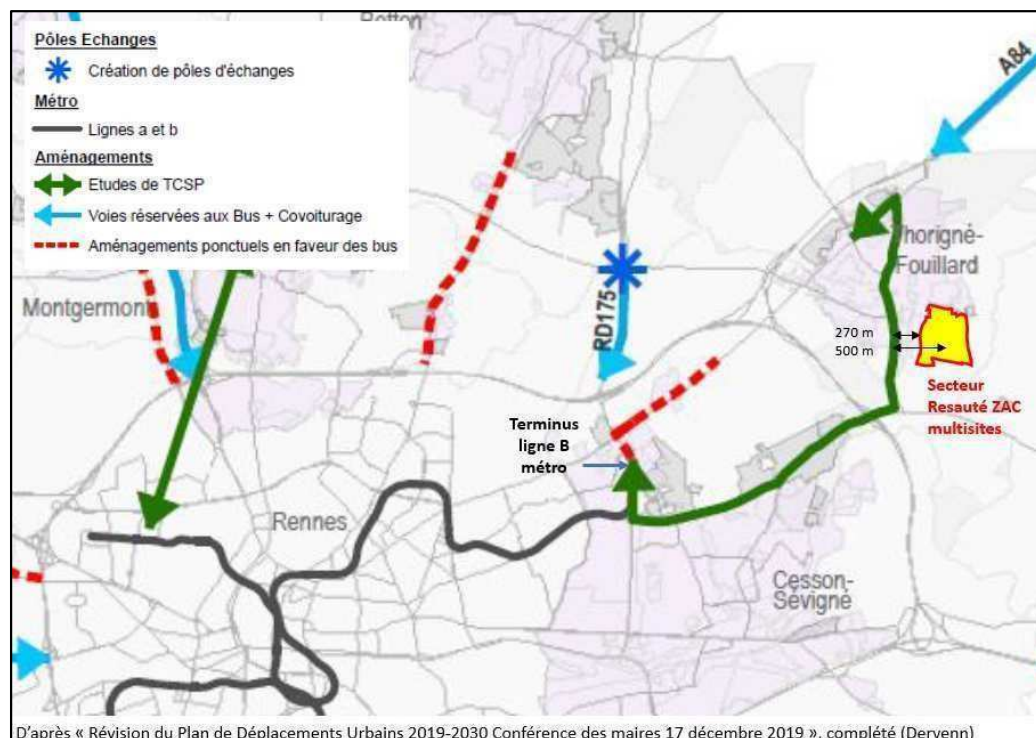 Pôles Echanges
Création de pôles d'échanges
Métro
Lignes a et b
Aménagements
Etudes de TCSP
Voies réservées aux Bus + Covoiturage
Aménagements ponctuels en faveur des bus
A84
Thorigné-
Fouillard
Montgermont
RD175
270 m
500 m
Secteur
Resauté ZAC
multisites
Terminus
ligne B
métro
Rennes
Cesson-
Sévigné
D'après « Révision du Plan de Déplacements Urbains 2019-2030 Conférence des maires 17 décembre 2019 », complété (Dervenn)